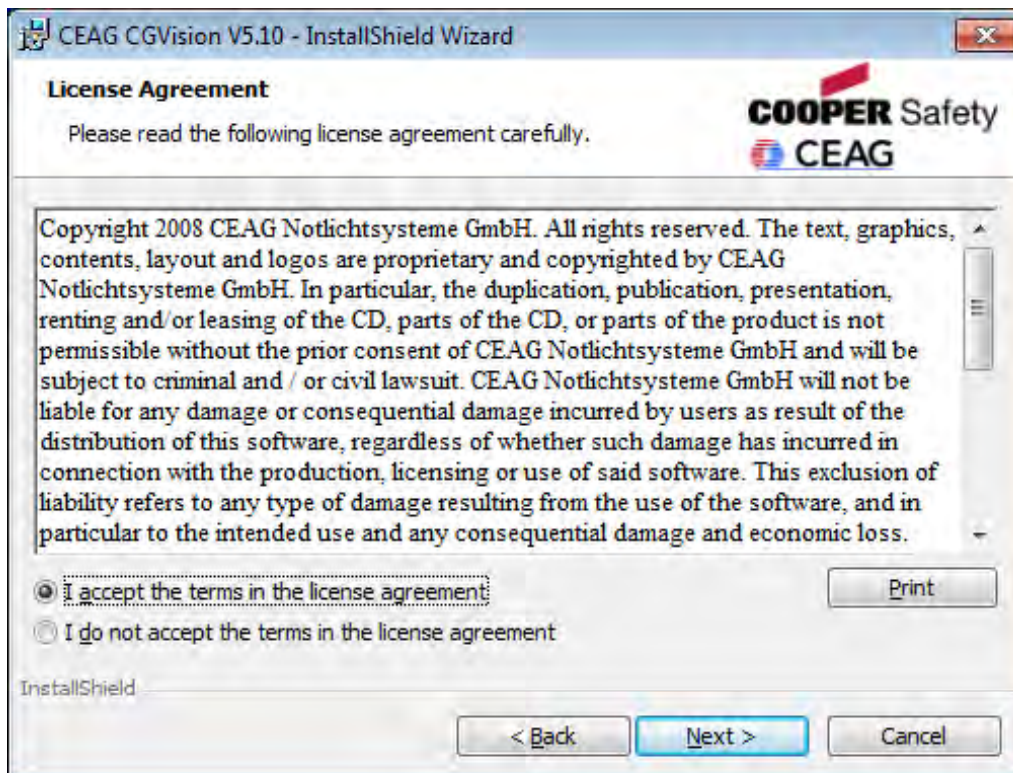 CEAG CGVision V5.10 - InstallShield Wizard
License Agreement
Please read the following license agreement carefully.
COOPER Safety
CEAG
Copyright 2008 CEAG Notlichtsysteme GmbH. All rights reserved. The text, graphics,
contents, layout and logos are proprietary and copyrighted by CEAG
Notlichtsysteme GmbH. In particular, the duplication, publication, presentation,
renting and/or leasing of the CD, parts of the CD, or parts of the product is not
permissible without the prior consent of CEAG Notlichtsysteme GmbH and will be
subject to criminal and / or civil lawsuit. CEAG Notlichtsysteme GmbH will not be
liable for any damage or consequential damage incurred by users as result of the
distribution of this software, regardless of whether such damage has incurred in
connection with the production, licensing or use of said software. This exclusion of
liability refers to any type of damage resulting from the use of the software, and in
particular to the intended use and any consequential damage and economic loss.
I accept the terms in the license agreement
Print
I do not accept the terms in the license agreement
InstallShield
< Back
Next >
Cancel